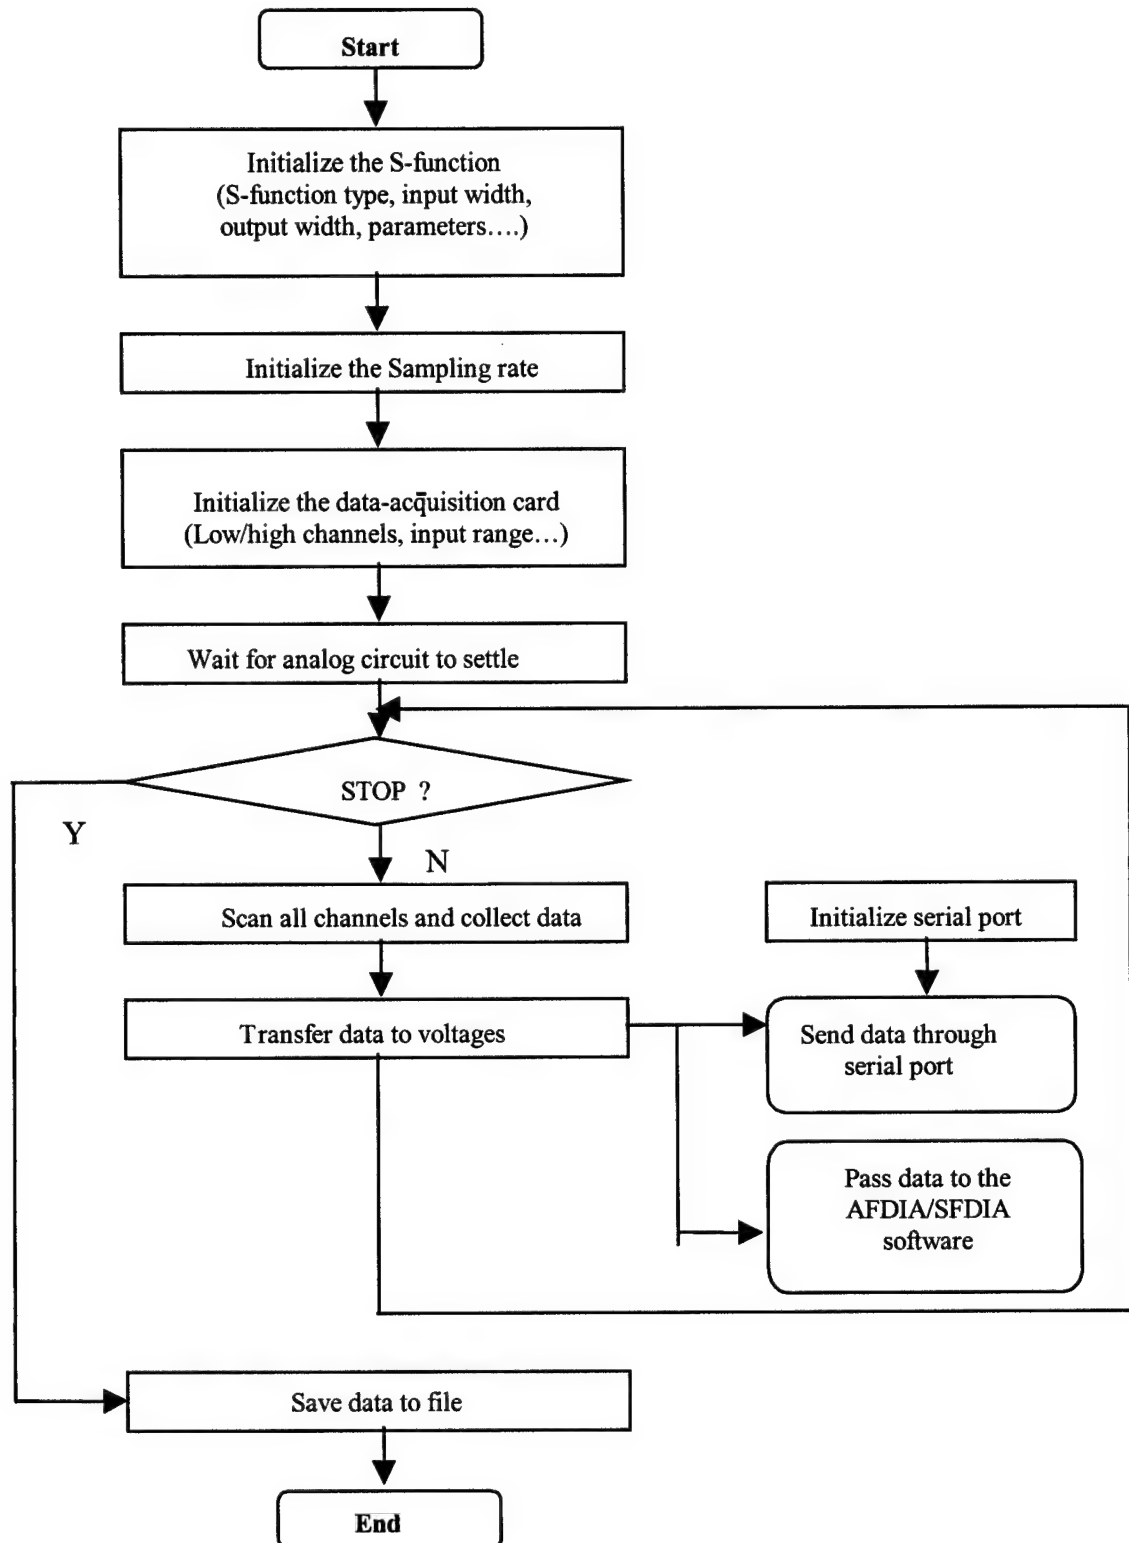 Start
Initialize the S-function
(S-function type, input width,
output width, parameters….)
Initialize the Sampling rate
Initialize the data-acquisition card
(Low/high channels, input range…)
Wait for analog circuit to settle
STOP ?
Y
N
Scan all channels and collect data
Initialize serial port
Transfer data to voltages
Send data through
serial port
Pass data to the
AFDIA/SFDIA
software
Save data to file
End